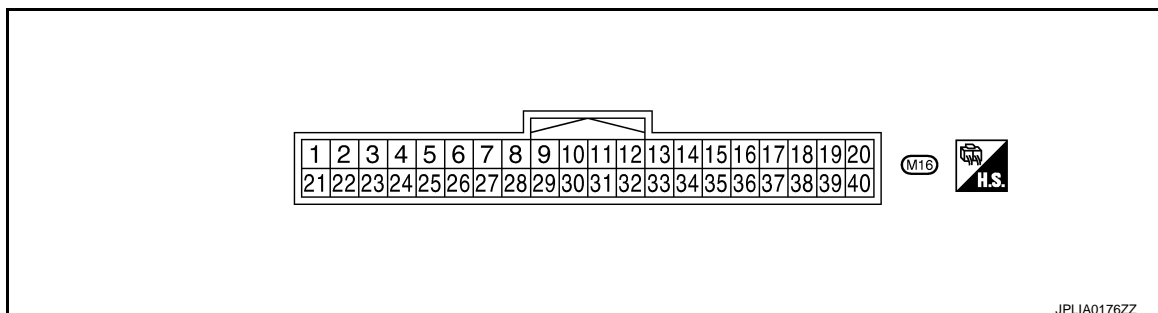 1 2 3 4 5 6 7 8 9 10 11 12 13 14 15 16 17 18 19 20
21 22 23 24 25 26 27 28 29 30 31 32 33 34 35 36 37 38 39 40
M16
H.S.
JPLIA0176ZZ